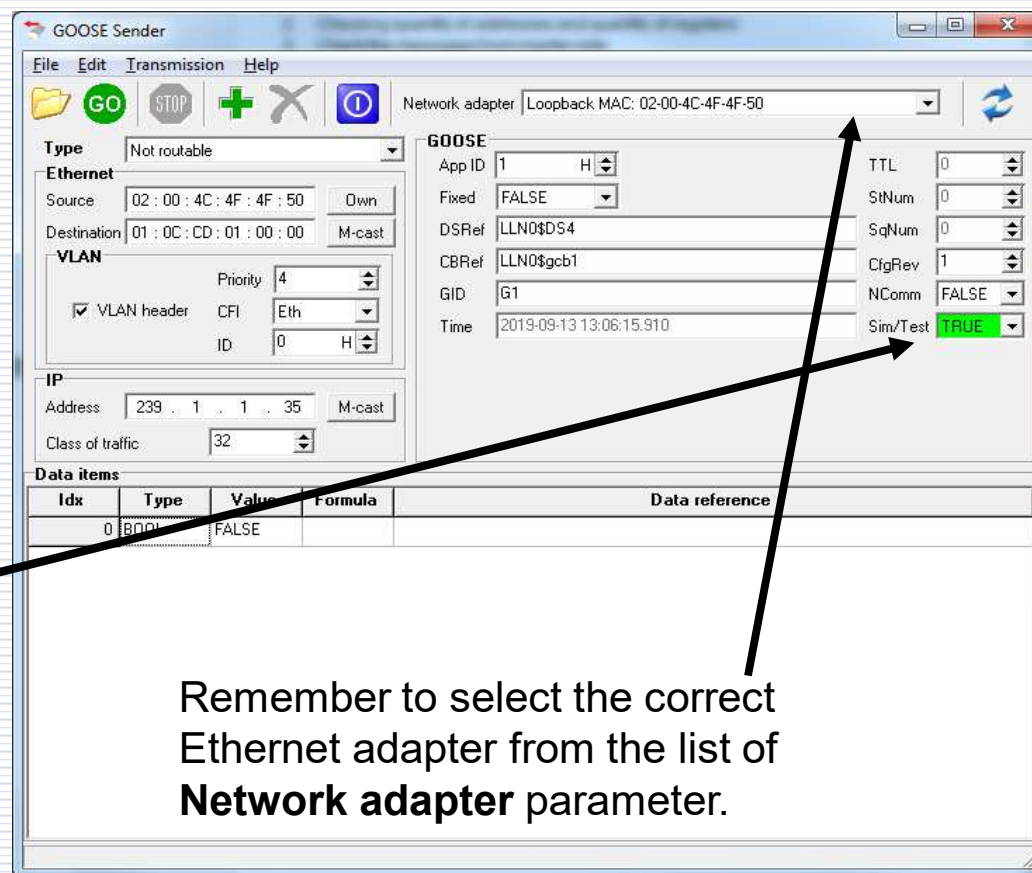 GOOSE Sender
File Edit Transmission Help
GO STOP Network adapter Loopback MAC: 02-00-4C-4F-4F-50
Type Not routable
Ethernet
Source 02 : 00 : 4C : 4F : 4F : 50 Own
Destination 01 : 0C : CD : 01 : 00 : 00 M-cast
VLAN
Priority 4
VLAN header CFI Eth
ID 0 H
IP
Address 239 . 1 . 1 . 35 M-cast
Class of traffic 32
GOOSE
App ID 1 H
Fixed FALSE
DSRef LLN0$DS4
CBRef LLN0$gcb1
GID G1
Time 2019-09-13 13:06:15.910
TTL 0
StNum 0
SqNum 0
CfgRev 1
NComm FALSE
Sim/Test TRUE
Data items
Idx Type Value Formula Data reference
0 BOOL FALSE
Remember to select the correct
Ethernet adapter from the list of
Network adapter parameter.